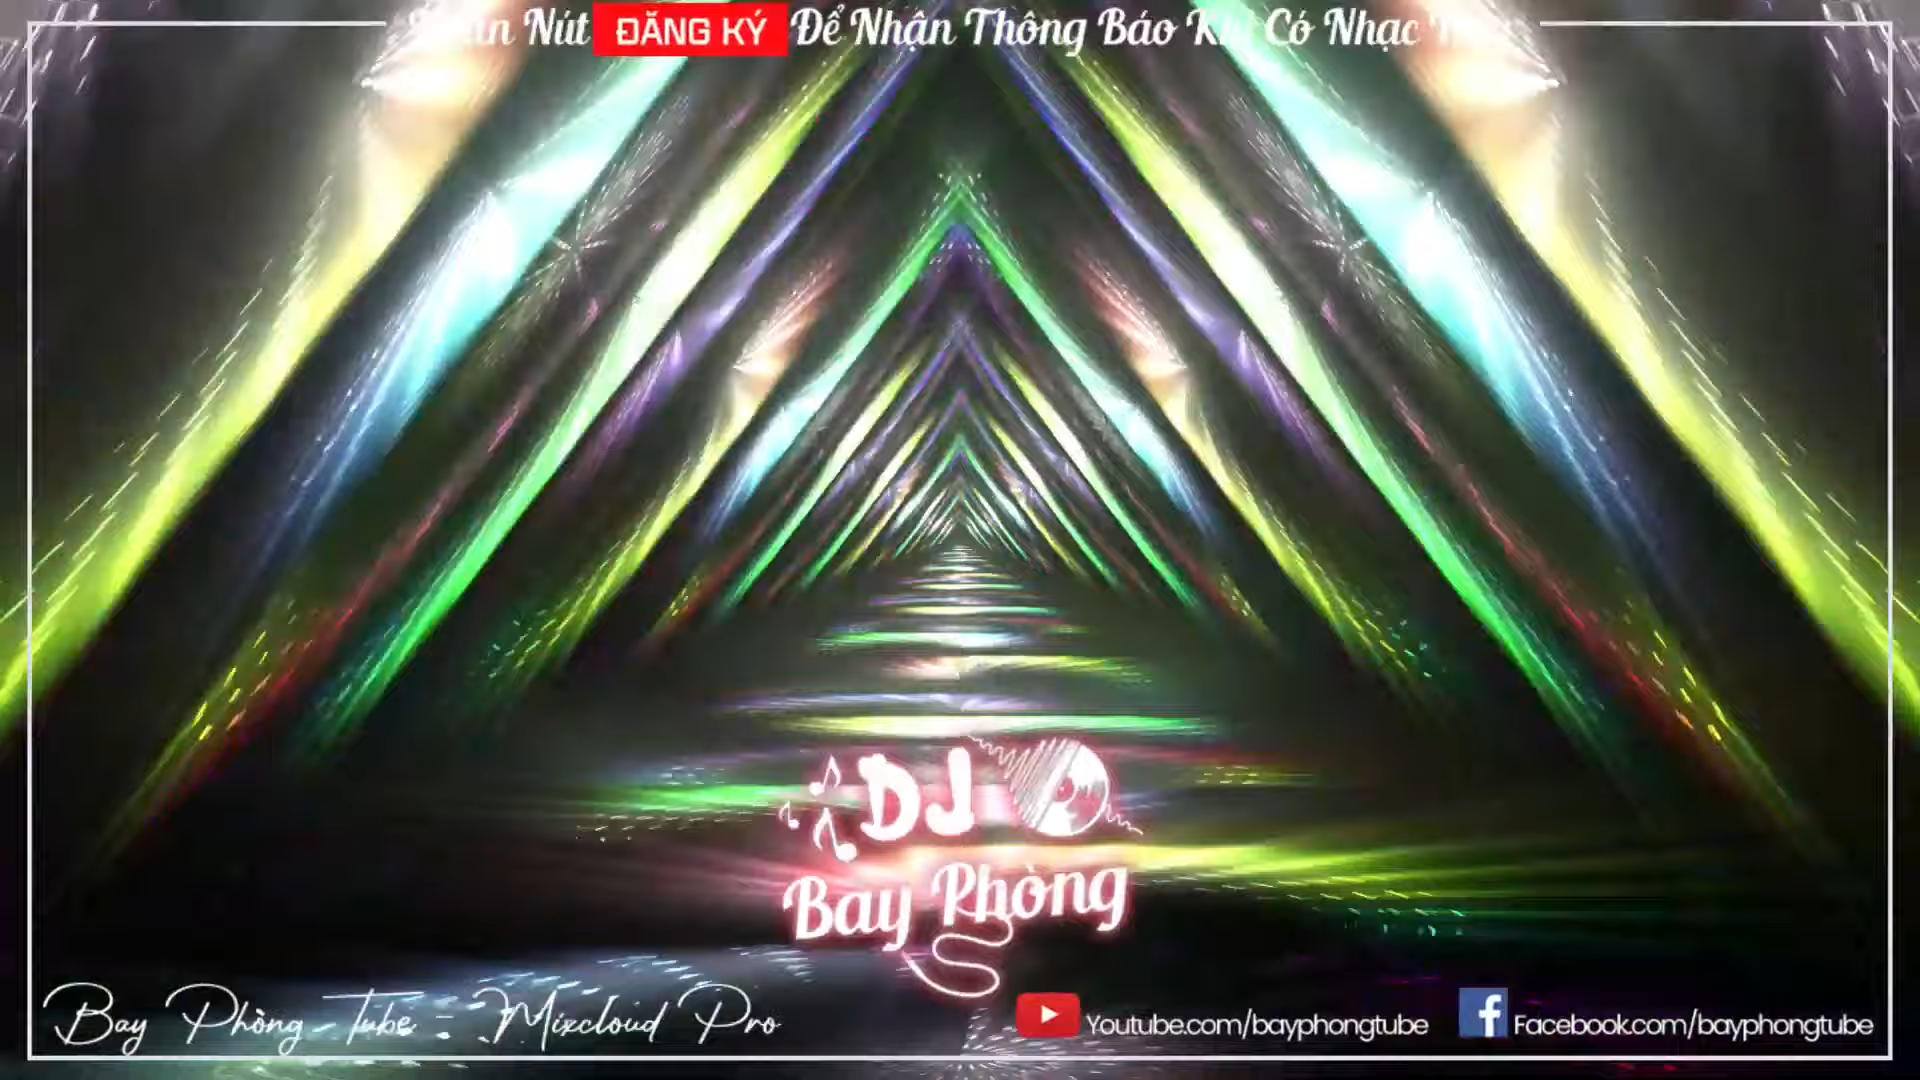 Nút ĐĂNG KÝ Để Nhận Thông Báo Khi Có Nhạc
DJ
Bay Phòng
Bay Phòng Tube - Mixcloud Pro
Youtube.com/bayphongtube
Facebook.com/bayphongtube